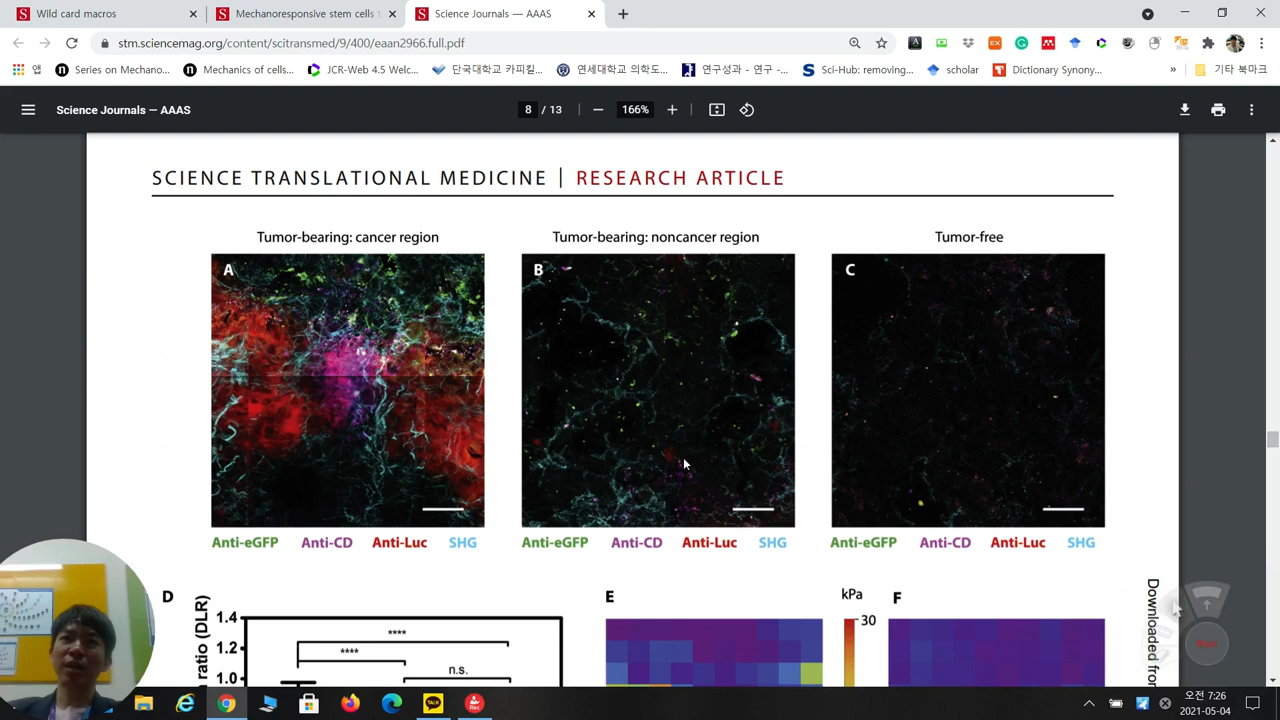 Wild card macros
Mechanoresponsive stem cells t
Science Journals — AAAS
stm.sciencemag.org/content/scitransmed/9/400/eaan2966.full.pdf
앱
Series on Mechano...
Mechanics of cells...
JCR-Web 4.5 Welc...
단국대학교 카피킬...
연세대학교 의학도...
연구성과 - 연구 -...
Sci-Hub: removing...
scholar
Dictionary Synony...
»
기타 북마크
Science Journals — AAAS
8 / 13
166%
SCIENCE TRANSLATIONAL MEDICINE | RESEARCH ARTICLE
Tumor-bearing: cancer region
Tumor-bearing: noncancer region
Tumor-free
A
B
C
Anti-eGFP Anti-CD Anti-Luc SHG
Anti-eGFP Anti-CD Anti-Luc SHG
Anti-eGFP Anti-CD Anti-Luc SHG
D
ratio (DLR)
1.4
1.2
1.0
****
****
n.s.
E
kPa
30
F
Downloaded from
TALK
Rec
오전 7:26
2021-05-04